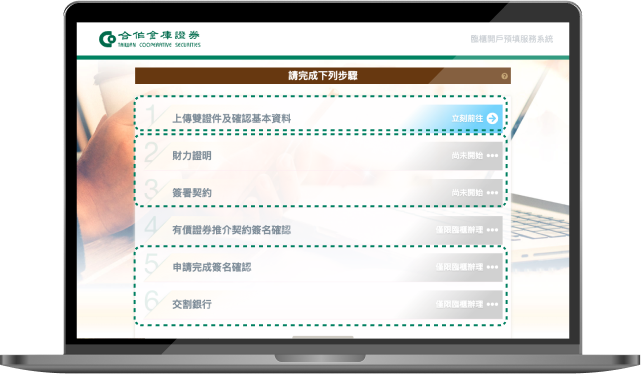 合作金庫證券
TAIWAN COOPERATIVE SECURITIES
臨櫃開戶預填服務系統
請完成下列步驟
?
1 上傳雙證件及確認基本資料 立刻前往
2 財力證明 尚未開始
3 簽署契約 尚未開始
4 有價證券推介契約簽名確認 僅限臨櫃辦理
5 申請完成簽名確認 僅限臨櫃辦理
6 交割銀行 僅限臨櫃辦理